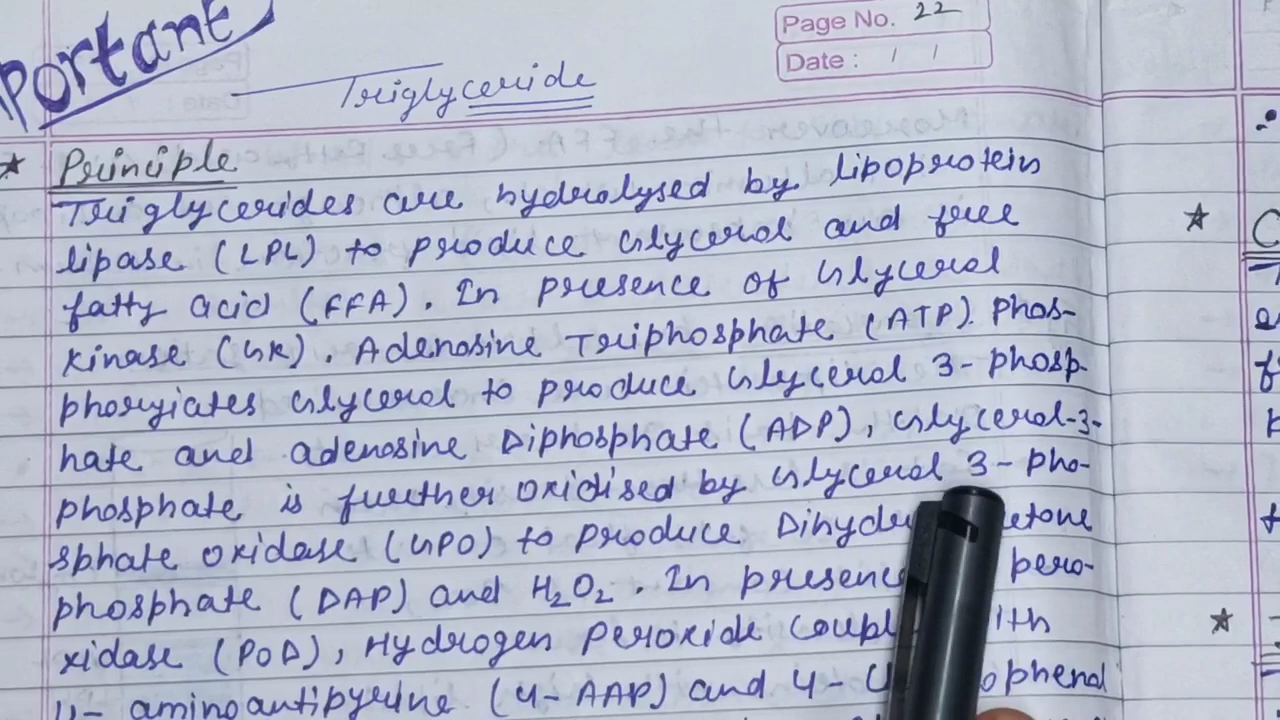 Portant
Page No. 22
Date : / /
Triglyceride
★ Principle
Triglycerides are hydrolysed by lipoprotein
lipase (LPL) to produce Glycerol and free
fatty acid (FFA). In presence of Glycerol
kinase (GK). Adenosine Triphosphate (ATP). Phos-
phoryiates Glycerol to produce Glycerol 3-phosp-
hate and adenosine Diphosphate (ADP), Glycerol-3-
phosphate is further oxidised by Glycerol 3-pho-
sphate oxidase (GPO) to produce Dihyd etone
phosphate (DAP) and H₂O₂. In presenc pero-
xidase (POD), Hydrogen Peroxide Coupl ith
4- aminoantipyrine (4-AAP) and 4-C ophenol